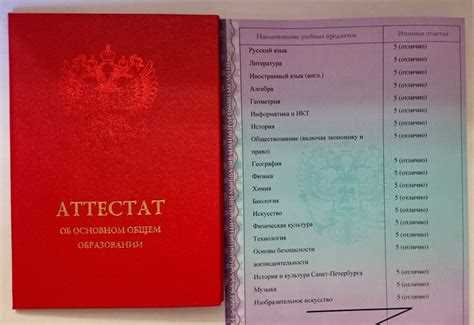 АТТЕСТАТ
ОБ ОСНОВНОМ ОБЩЕМ
ОБРАЗОВАНИИ
Наименование учебных предметов Итоговые отметки
Русский язык 5 (отлично)
Литература 5 (отлично)
Иностранный язык (англ.) 5 (отлично)
Алгебра 5 (отлично)
Геометрия 5 (отлично)
Информатика и ИКТ 5 (отлично)
История 5 (отлично)
Обществознание (включая экономику и 5 (отлично)
право)
География 5 (отлично)
Физика 5 (отлично)
Химия 5 (отлично)
Биология 5 (отлично)
Искусство 5 (отлично)
Физическая культура 5 (отлично)
Технология 5 (отлично)
Основы безопасности 5 (отлично)
жизнедеятельности
История и культура Санкт-Петербурга 5 (отлично)
Музыка 5 (отлично)
Изобразительное искусство 5 (отлично)